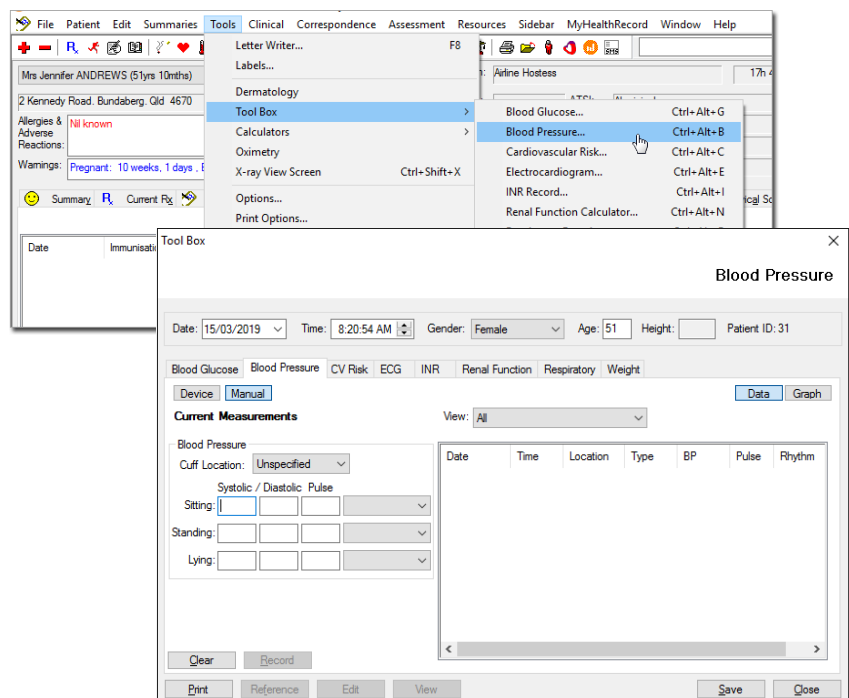 File Patient Edit Summaries Tools Clinical Correspondence Assessment Resources Sidebar MyHealthRecord Window Help
Letter Writer... F8
Labels...
Mrs Jennifer ANDREWS (51yrs 10mths)
Airline Hostess
17h
Dermatology
2 Kennedy Road. Bundaberg. Qld 4670
Tool Box
Blood Glucose... Ctrl+Alt+G
Allergies & Adverse Reactions:
Nil known
Calculators
Blood Pressure... Ctrl+Alt+B
Oximetry
Cardiovascular Risk... Ctrl+Alt+C
Warnings: Pregnant: 10 weeks, 1 days ,
X-ray View Screen Ctrl+Shift+X
Electrocardiogram... Ctrl+Alt+E
Summary Rx Current Rx
Options...
INR Record... Ctrl+Alt+I
Print Options...
Renal Function Calculator... Ctrl+Alt+N
Date Immunisati
Tool Box
Blood Pressure
Date: 15/03/2019 Time: 8:20:54 AM Gender: Female Age: 51 Height: Patient ID: 31
Blood Glucose Blood Pressure CV Risk ECG INR Renal Function Respiratory Weight
Device Manual Data Graph
Current Measurements View: All
Blood Pressure
Date Time Location Type BP Pulse Rhythm
Cuff Location: Unspecified
Systolic / Diastolic Pulse
Sitting:
Standing:
Lying:
Clear Record
Print Reference Edit View Save Close